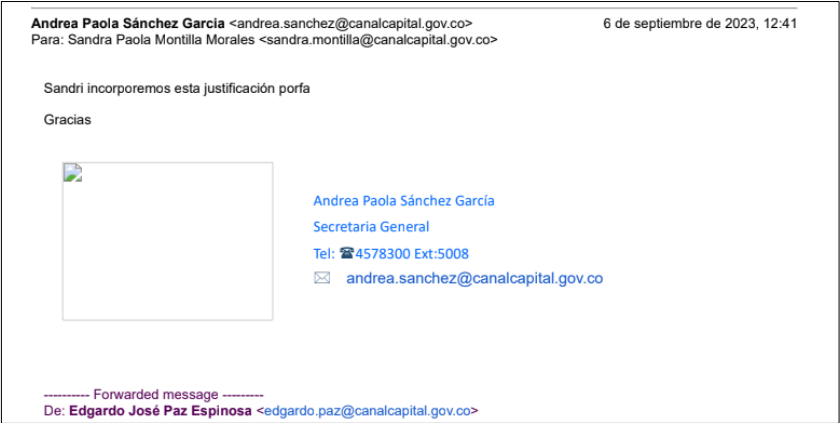 Andrea Paola Sánchez Garcia <andrea.sanchez@canalcapital.gov.co> 6 de septiembre de 2023, 12:41
Para: Sandra Paola Montilla Morales <sandra.montilla@canalcapital.gov.co>
Sandri incorporemos esta justificación porfa
Gracias
Andrea Paola Sánchez García
Secretaria General
Tel: ☎4578300 Ext:5008
✉ andrea.sanchez@canalcapital.gov.co
---------- Forwarded message ---------
De: Edgardo José Paz Espinosa <edgardo.paz@canalcapital.gov.co>